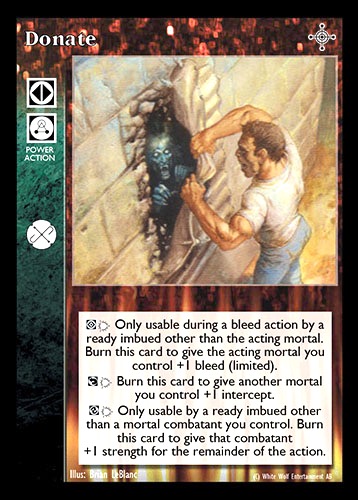 Donate
POWER
ACTION
Only usable during a bleed action by a
ready imbued other than the acting mortal.
Burn this card to give the acting mortal you
control +1 bleed (limited).
Burn this card to give another mortal
you control +1 intercept.
Only usable by a ready imbued other
than a mortal combatant you control. Burn
this card to give that combatant
+1 strength for the remainder of the action.
Illus: Brian LeBlanc
(C) White Wolf Entertainment AB